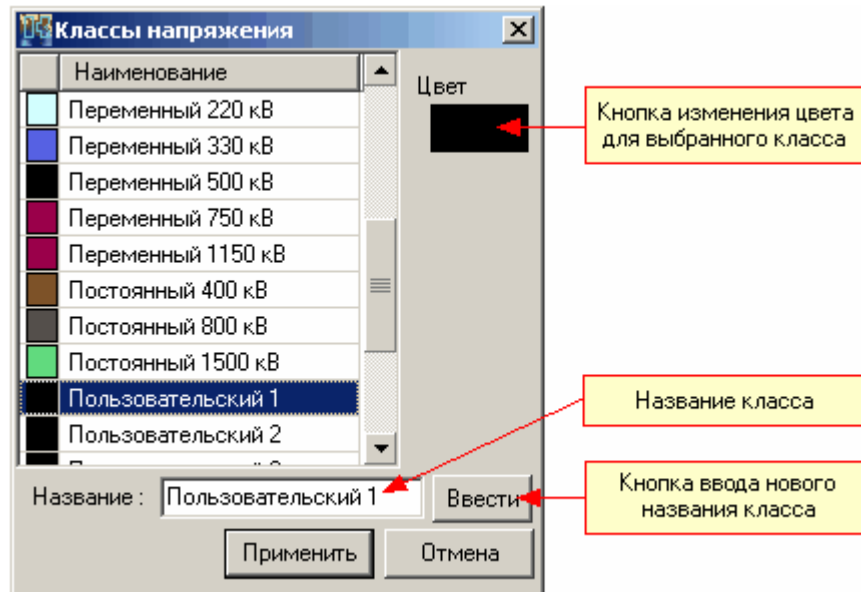 Классы напряжения
Наименование
Цвет
Переменный 220 кВ
Переменный 330 кВ
Переменный 500 кВ
Переменный 750 кВ
Переменный 1150 кВ
Постоянный 400 кВ
Постоянный 800 кВ
Постоянный 1500 кВ
Пользовательский 1
Пользовательский 2
Название :
Пользовательский 1
Ввести
Применить
Отмена
Кнопка изменения цвета
для выбранного класса
Название класса
Кнопка ввода нового
названия класса